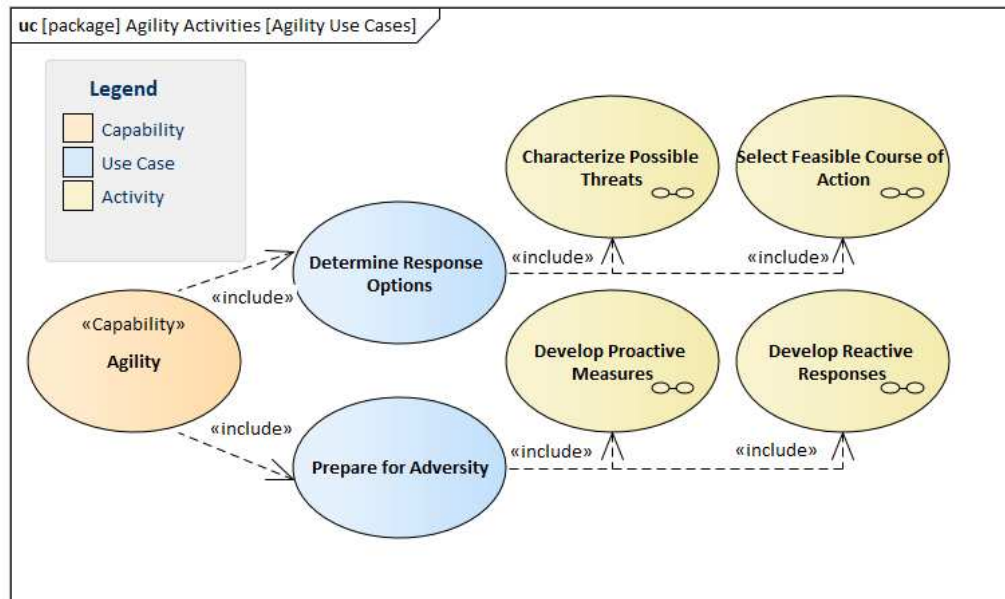 uc [package] Agility Activities [Agility Use Cases]
Legend
Capability
Use Case
Activity
Characterize Possible
Threats
Select Feasible Course of
Action
Determine Response
Options
«include»
«include»
«include»
«Capability»
Agility
Develop Proactive
Measures
Develop Reactive
Responses
«include»
Prepare for Adversity
«include»
«include»